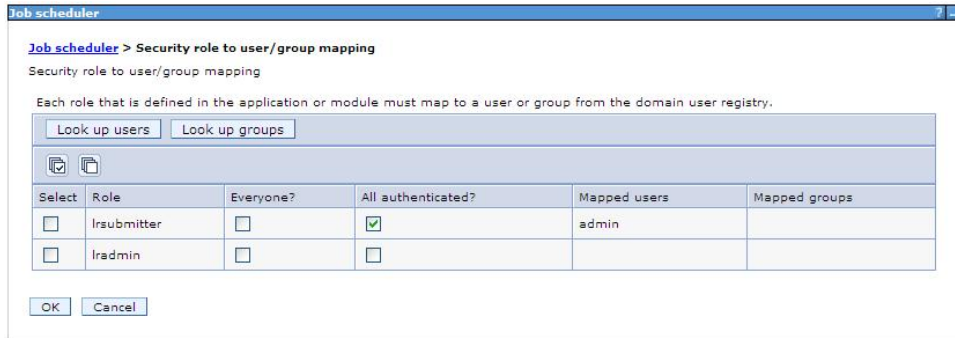 Job scheduler ? -
Job scheduler > Security role to user/group mapping
Security role to user/group mapping
Each role that is defined in the application or module must map to a user or group from the domain user registry.
Look up users Look up groups
Select Role Everyone? All authenticated? Mapped users Mapped groups
lrsubmitter admin
lradmin
OK Cancel